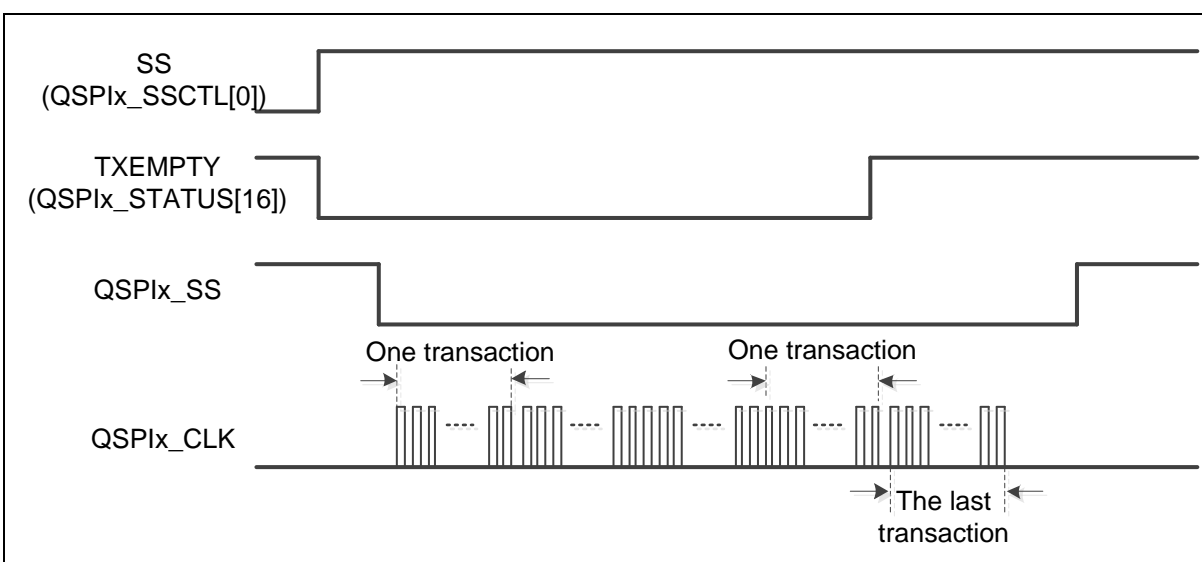 SS
(QSPIx_SSCTL[0])
TXEMPTY
(QSPIx_STATUS[16])
QSPIx_SS
One transaction
One transaction
QSPIx_CLK
The last
transaction